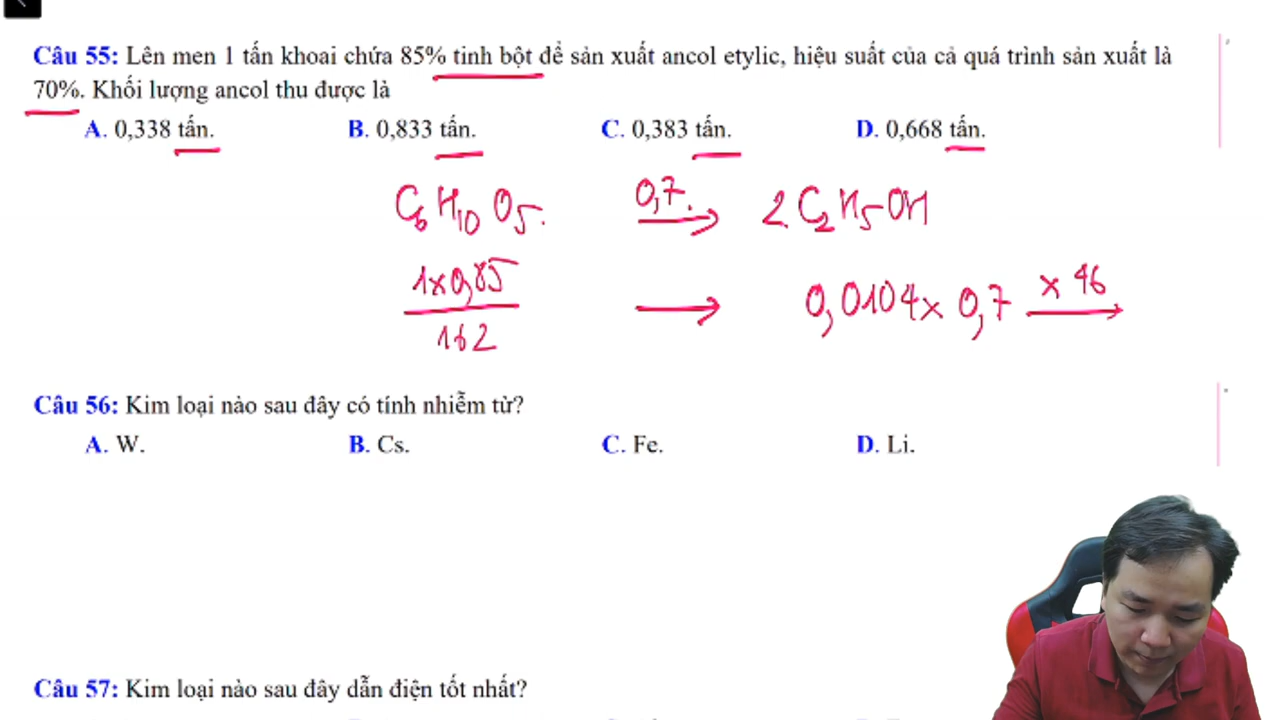 Câu 55: Lên men 1 tấn khoai chứa 85% tinh bột để sản xuất ancol etylic, hiệu suất của cả quá trình sản xuất là
70%. Khối lượng ancol thu được là
A. 0,338 tấn. B. 0,833 tấn. C. 0,383 tấn. D. 0,668 tấn.
C6H10O5. 0,7. → 2C2H5OH
1x0,85 / 162 → 0,0104 x 0,7 x 46 →
Câu 56: Kim loại nào sau đây có tính nhiễm từ?
A. W. B. Cs. C. Fe. D. Li.
Câu 57: Kim loại nào sau đây dẫn điện tốt nhất?